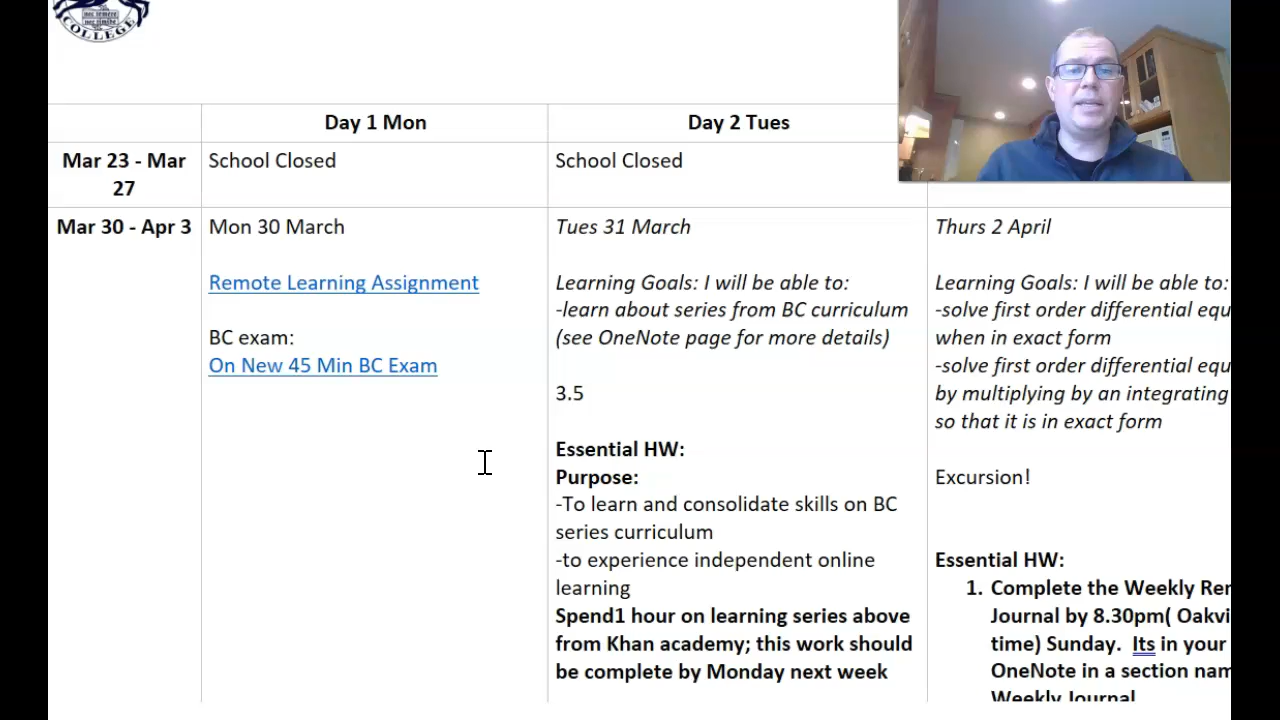 COLLEGE
Day 1 Mon
Day 2 Tues
Mar 23 - Mar
27
School Closed
School Closed
Mar 30 - Apr 3
Mon 30 March
Remote Learning Assignment
BC exam:
On New 45 Min BC Exam
Tues 31 March
Learning Goals: I will be able to:
-learn about series from BC curriculum
(see OneNote page for more details)
3.5
Essential HW:
Purpose:
-To learn and consolidate skills on BC
series curriculum
-to experience independent online
learning
Spend1 hour on learning series above
from Khan academy; this work should
be complete by Monday next week
Thurs 2 April
Learning Goals: I will be able to:
-solve first order differential equ
when in exact form
-solve first order differential equ
by multiplying by an integrating
so that it is in exact form
Excursion!
Essential HW:
1. Complete the Weekly Rem
Journal by 8.30pm( Oakvi
time) Sunday. Its in your
OneNote in a section nam
Weekly Journal